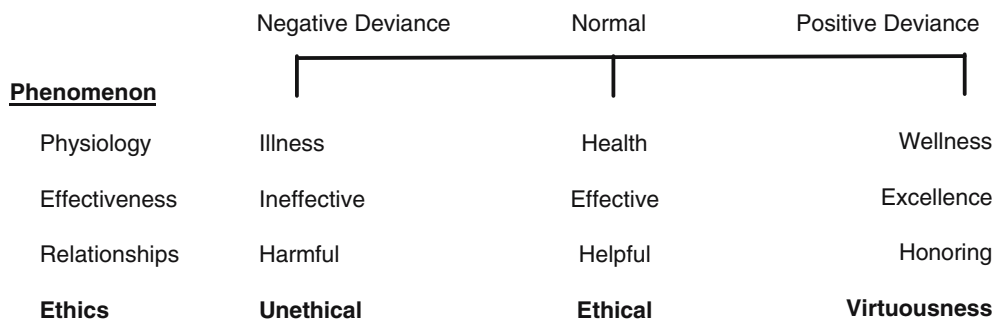 Negative Deviance Normal Positive Deviance
Phenomenon
Physiology Illness Health Wellness
Effectiveness Ineffective Effective Excellence
Relationships Harmful Helpful Honoring
Ethics Unethical Ethical Virtuousness